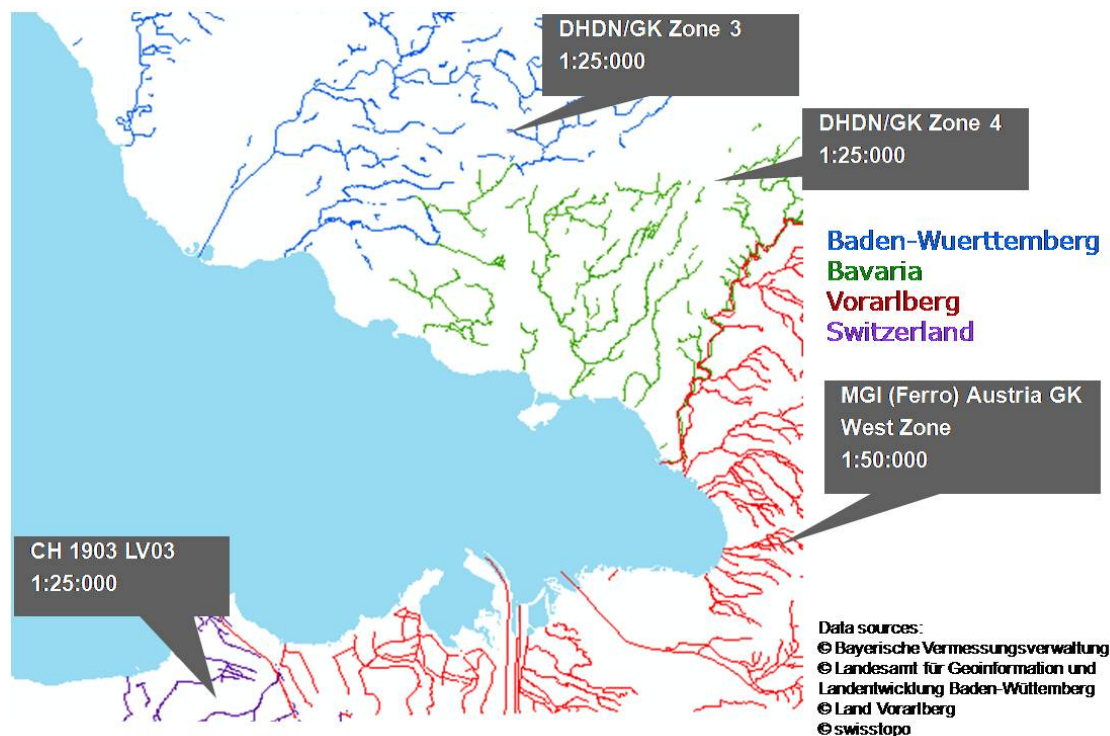 DHDN/GK Zone 3
1:25:000
DHDN/GK Zone 4
1:25:000
Baden-Wuerttemberg
Bavaria
Vorarlberg
Switzerland
MGI (Ferro) Austria GK
West Zone
1:50:000
CH 1903 LV03
1:25:000
Data sources:
© Bayerische Vermessungsverwaltung
© Landesamt für Geoinformation und
Landentwicklung Baden-Wüttemberg
© Land Vorarlberg
© swisstopo